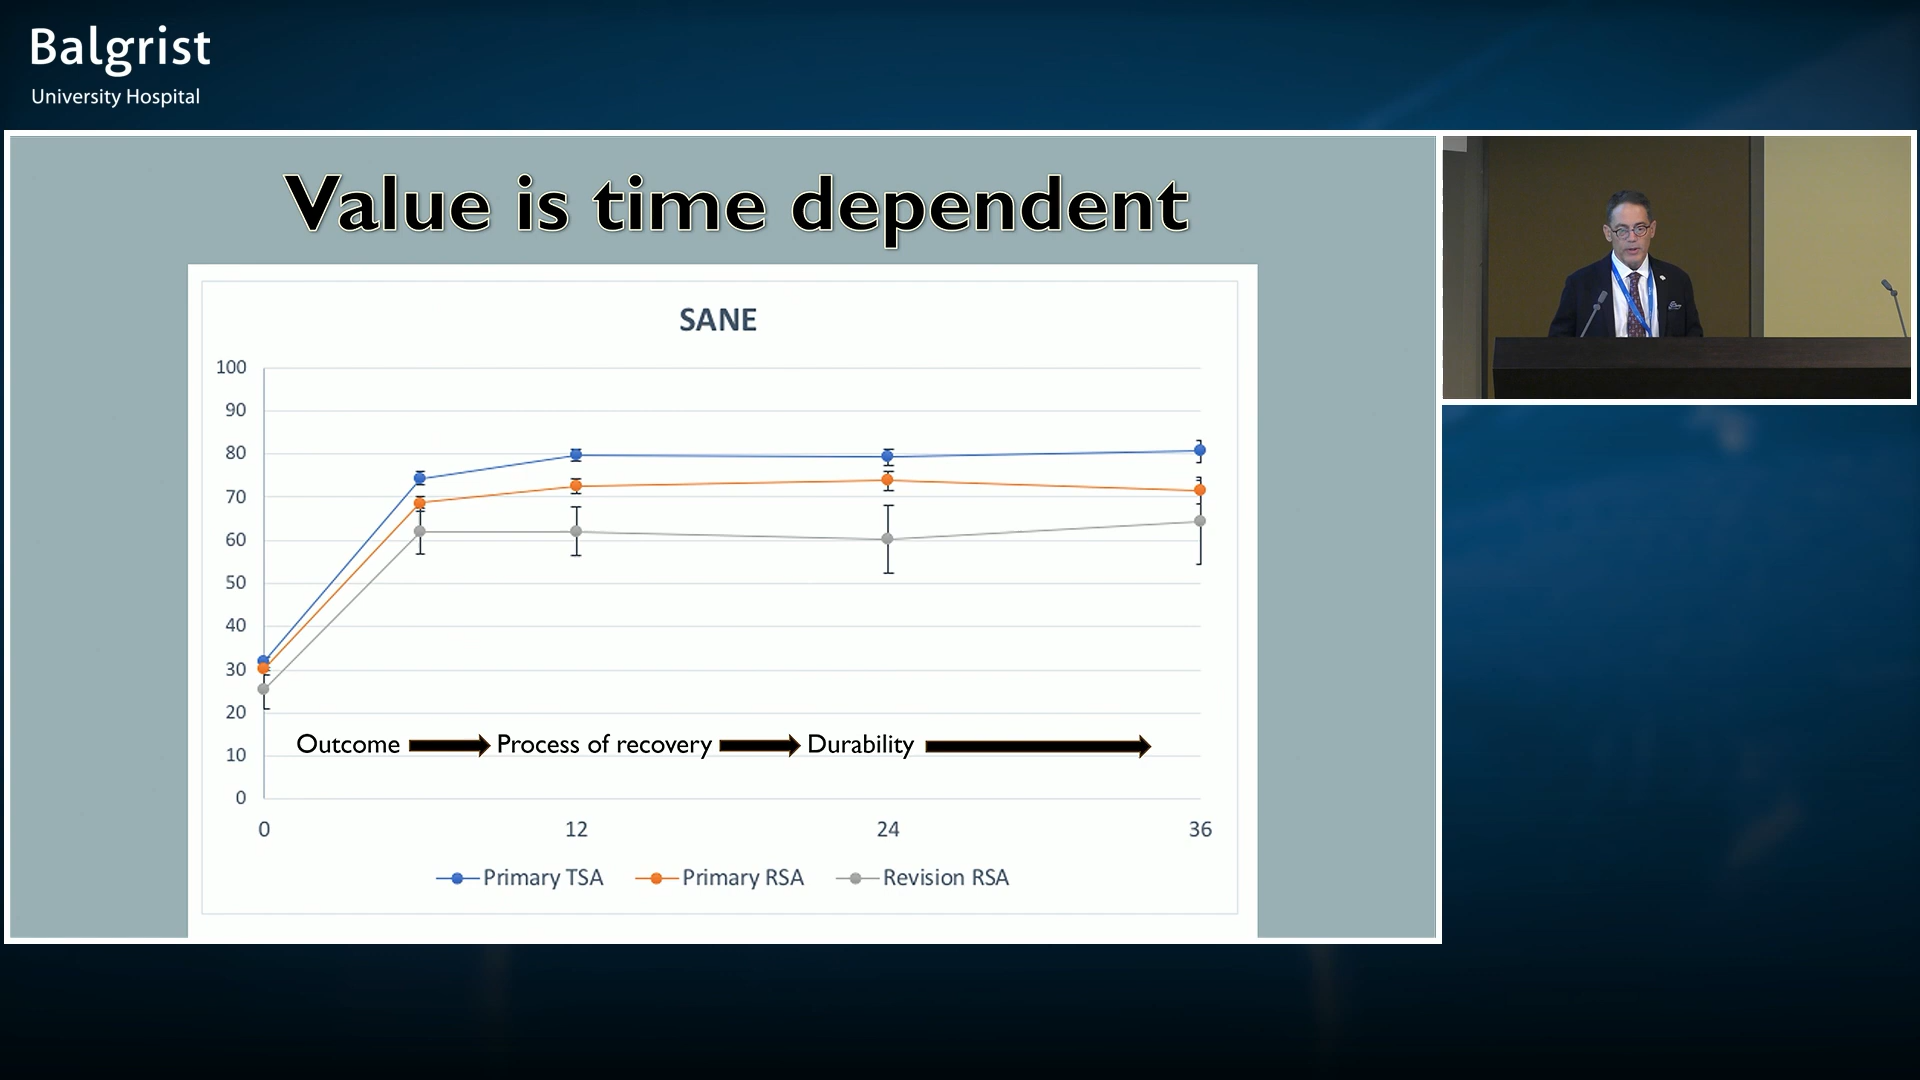 Balgrist
University Hospital
Value is time dependent
SANE
100
90
80
70
60
50
40
30
20
10
0
Outcome Process of recovery Durability
0 12 24 36
Primary TSA Primary RSA Revision RSA